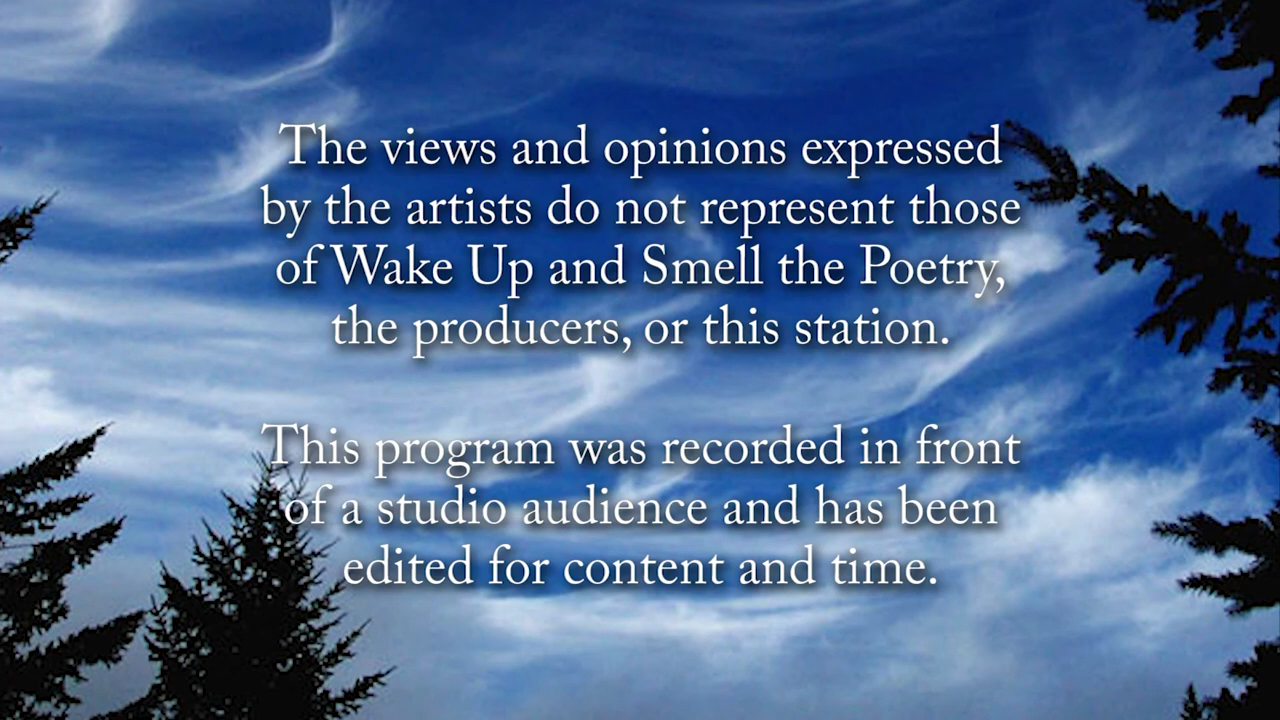 The views and opinions expressed
by the artists do not represent those
of Wake Up and Smell the Poetry,
the producers, or this station.
This program was recorded in front
of a studio audience and has been
edited for content and time.